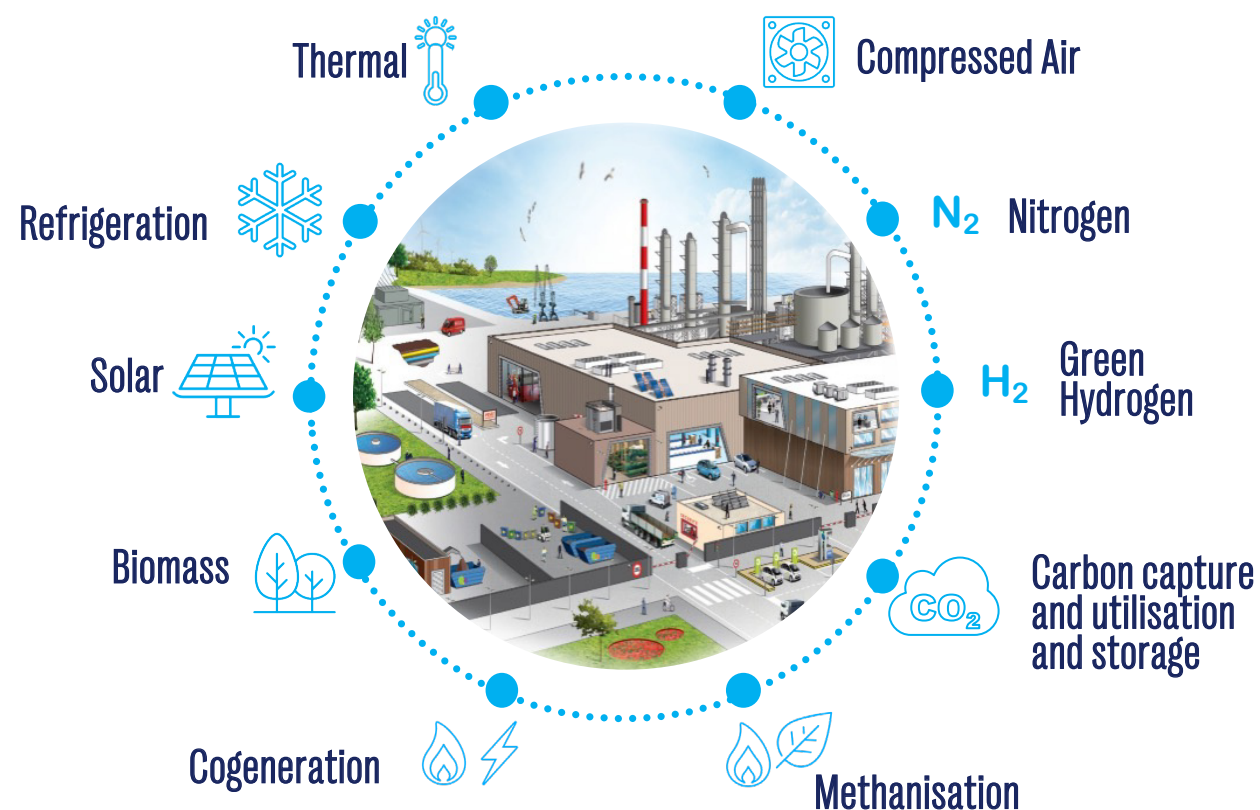 Thermal
Compressed Air
Refrigeration
N₂ Nitrogen
Solar
H₂
Green
Hydrogen
Biomass
CO₂
Carbon capture
and utilisation
and storage
Cogeneration
Methanisation